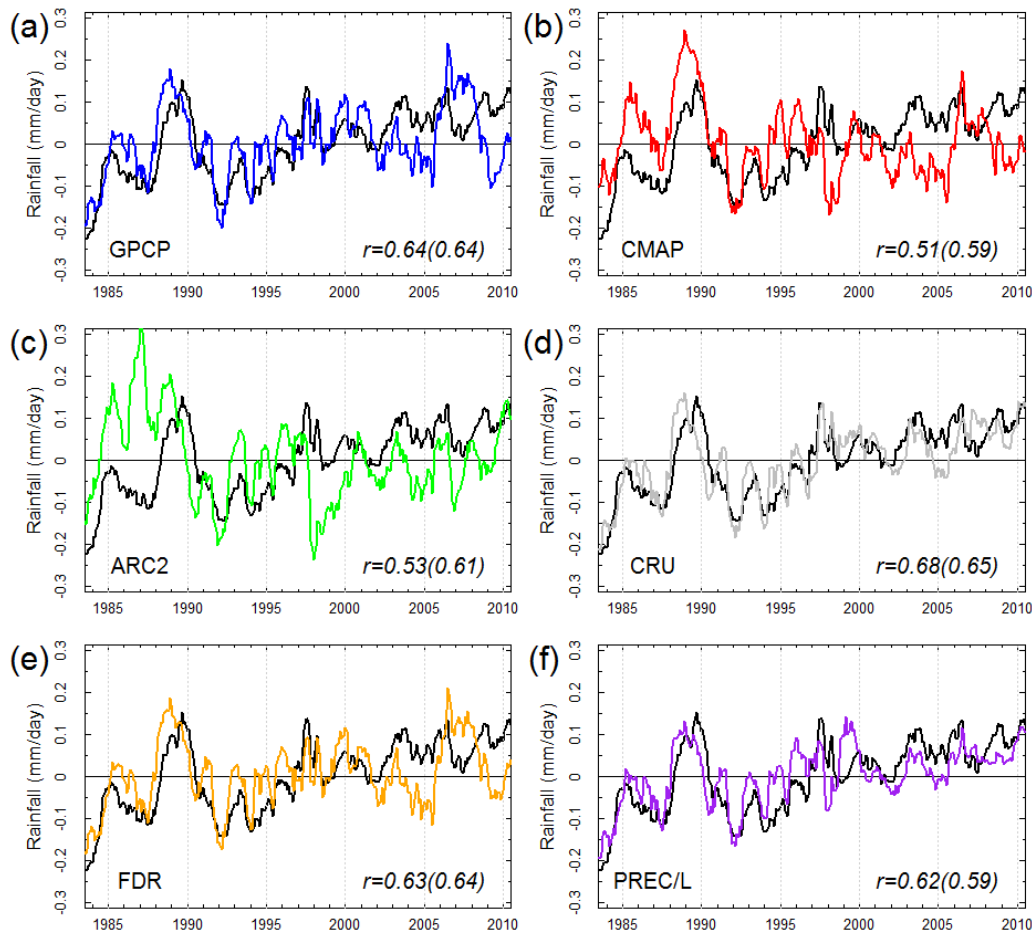 (a)
Rainfall (mm/day)
0.3
0.2
0.1
0
-0.1
-0.2
-0.3
GPCP
r=0.64(0.64)
1985 1990 1995 2000 2005 2010
(b)
Rainfall (mm/day)
0.3
0.2
0.1
0
-0.1
-0.2
-0.3
CMAP
r=0.51(0.59)
1985 1990 1995 2000 2005 2010
(c)
Rainfall (mm/day)
0.3
0.2
0.1
0
-0.1
-0.2
-0.3
ARC2
r=0.53(0.61)
1985 1990 1995 2000 2005 2010
(d)
Rainfall (mm/day)
0.3
0.2
0.1
0
-0.1
-0.2
-0.3
CRU
r=0.68(0.65)
1985 1990 1995 2000 2005 2010
(e)
Rainfall (mm/day)
0.3
0.2
0.1
0
-0.1
-0.2
-0.3
FDR
r=0.63(0.64)
1985 1990 1995 2000 2005 2010
(f)
Rainfall (mm/day)
0.3
0.2
0.1
0
-0.1
-0.2
-0.3
PREC/L
r=0.62(0.59)
1985 1990 1995 2000 2005 2010